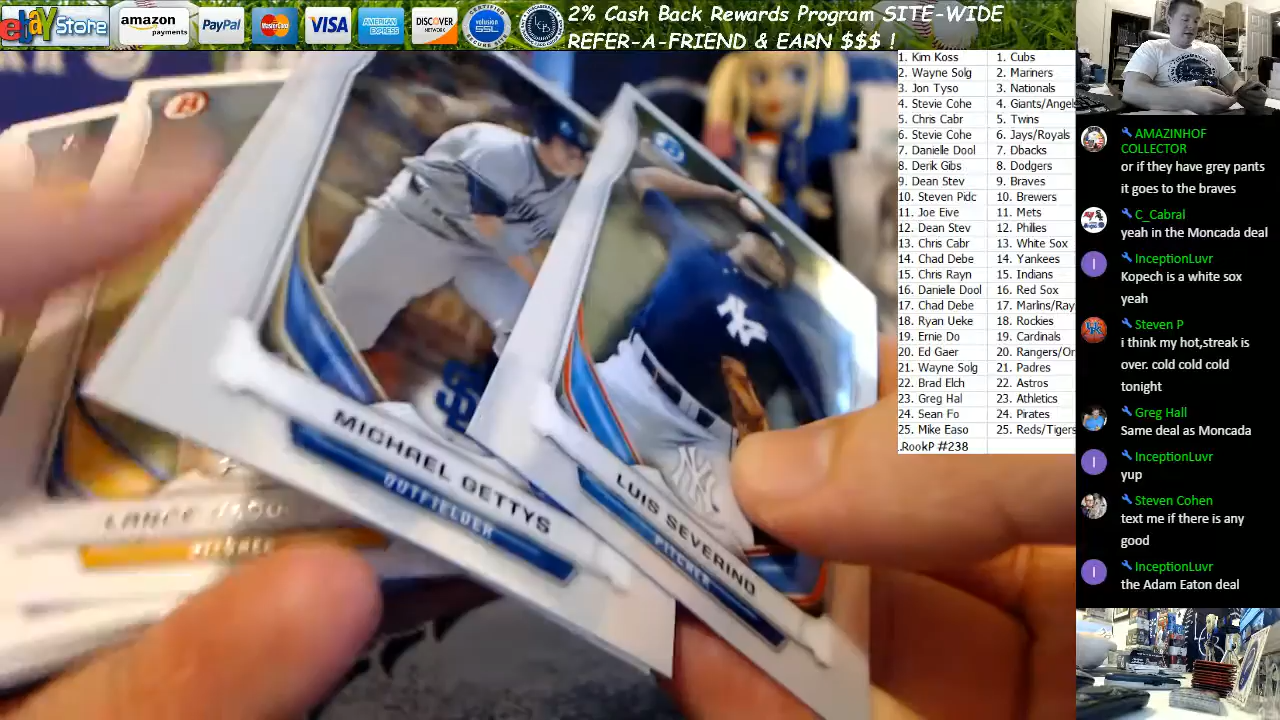 ebay Store
amazon
payments
PayPal
MasterCard
VISA
AMERICAN
EXPRESS
DISCOVER
NETWORK
volusion
SSL
2% Cash Back Rewards Program SITE-WIDE
REFER-A-FRIEND & EARN $$$ !
1. Kim Koss 1. Cubs
2. Wayne Solg 2. Mariners
3. Jon Tyso 3. Nationals
4. Stevie Cohe 4. Giants/Angels
5. Chris Cabr 5. Twins
6. Stevie Cohe 6. Jays/Royals
7. Danielle Dool 7. Dbacks
8. Derik Gibs 8. Dodgers
9. Dean Stev 9. Braves
10. Steven Pidc 10. Brewers
11. Joe Eive 11. Mets
12. Dean Stev 12. Phillies
13. Chris Cabr 13. White Sox
14. Chad Debe 14. Yankees
15. Chris Rayn 15. Indians
16. Danielle Dool 16. Red Sox
17. Chad Debe 17. Marlins/Ray
18. Ryan Ueke 18. Rockies
19. Ernie Do 19. Cardinals
20. Ed Gaer 20. Rangers/Or
21. Wayne Solg 21. Padres
22. Brad Elch 22. Astros
23. Greg Hal 23. Athletics
24. Sean Fo 24. Pirates
25. Mike Easo 25. Reds/Tigers
.RookP #238
AMAZINHOF
COLLECTOR
or if they have grey pants
it goes to the braves
C_Cabral
yeah in the Moncada deal
InceptionLuvr
Kopech is a white sox
yeah
Steven P
i think my hot,streak is
over. cold cold cold
tonight
Greg Hall
Same deal as Moncada
InceptionLuvr
yup
Steven Cohen
text me if there is any
good
InceptionLuvr
the Adam Eaton deal
MICHAEL GETTYS
OUTFIELDER
LUIS SEVERINO
PITCHER
LANCE
PITCHER